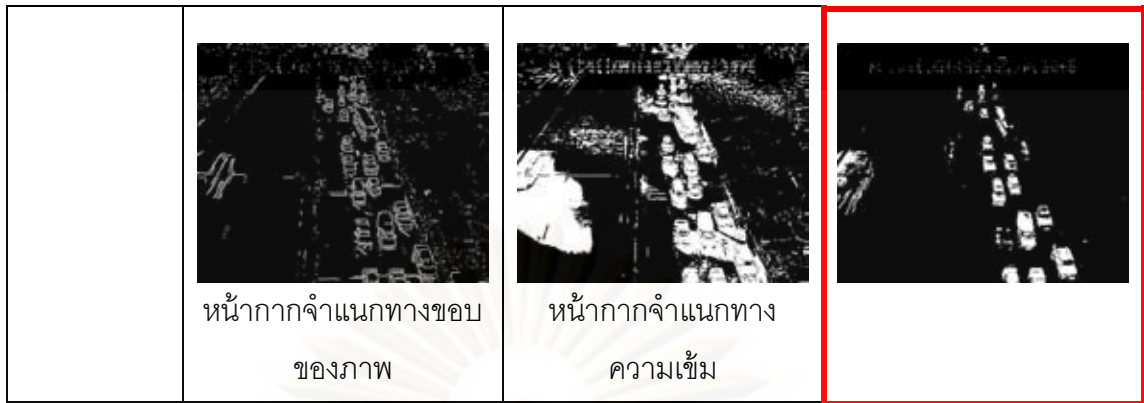 หน้ากากจำแนกทางขอบ
ของภาพ
หน้ากากจำแนกทาง
ความเข้ม